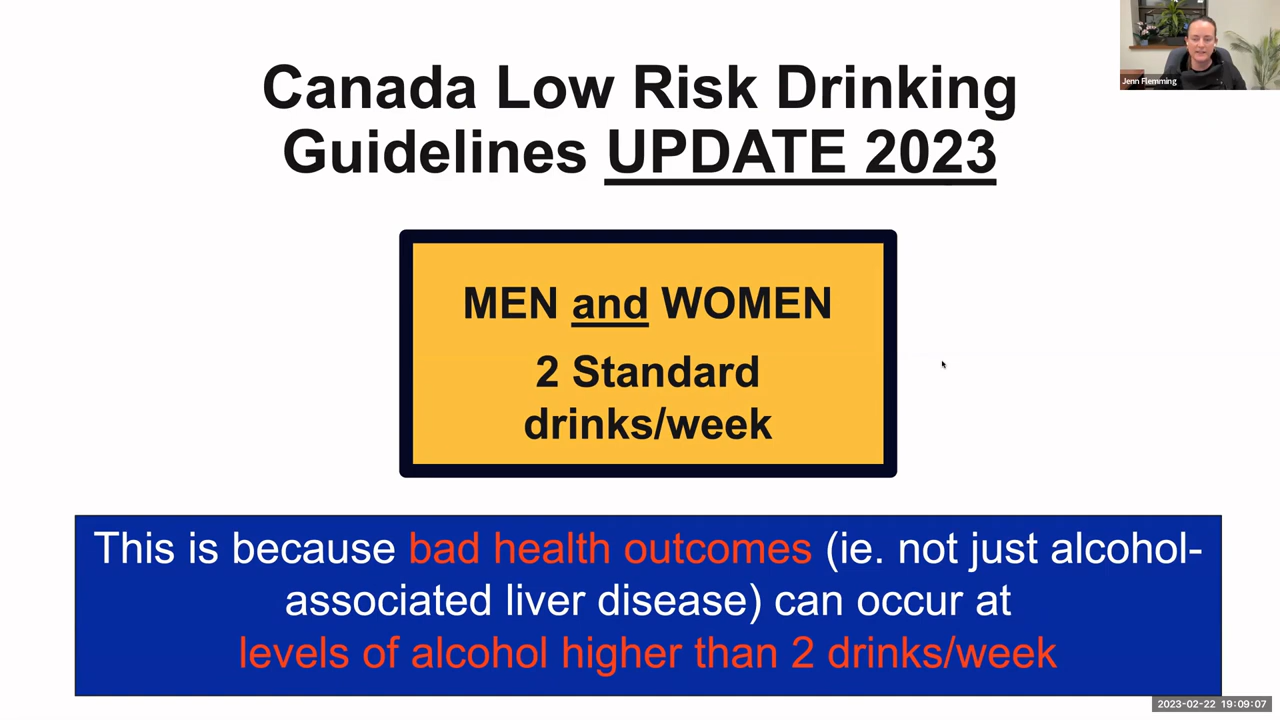 Canada Low Risk Drinking
Guidelines UPDATE 2023
MEN and WOMEN
2 Standard
drinks/week
This is because bad health outcomes (ie. not just alcohol-
associated liver disease) can occur at
levels of alcohol higher than 2 drinks/week
Jenn Flemming
2023-02-22 19:09:07